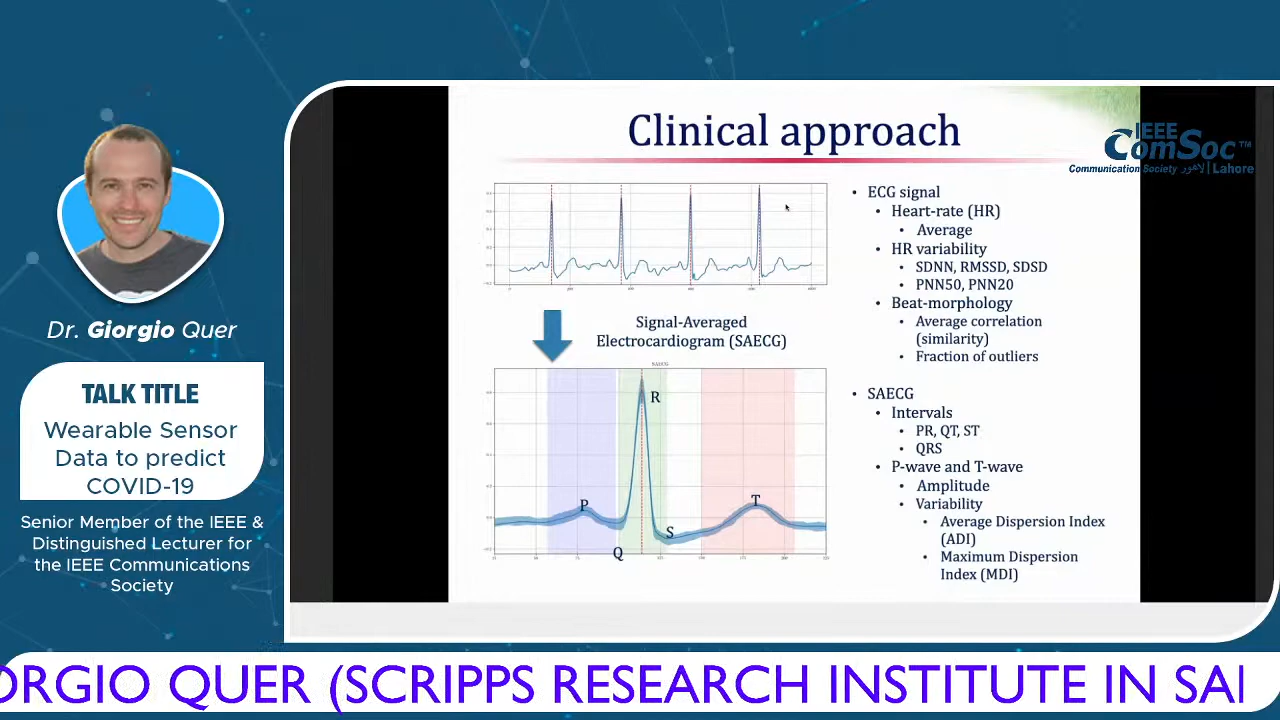 Dr. Giorgio Quer
TALK TITLE
Wearable Sensor
Data to predict
COVID-19
Senior Member of the IEEE &
Distinguished Lecturer for
the IEEE Communications
Society
Clinical approach
IEEE
ComSoc™
Communication Society لاہور | Lahore
Signal-Averaged
Electrocardiogram (SAECG)
SAECG
R
P
T
S
Q
• ECG signal
• Heart-rate (HR)
• Average
• HR variability
• SDNN, RMSSD, SDSD
• PNN50, PNN20
• Beat-morphology
• Average correlation
(similarity)
• Fraction of outliers
• SAECG
• Intervals
• PR, QT, ST
• QRS
• P-wave and T-wave
• Amplitude
• Variability
• Average Dispersion Index
(ADI)
• Maximum Dispersion
Index (MDI)
ORGIO QUER (SCRIPPS RESEARCH INSTITUTE IN SA